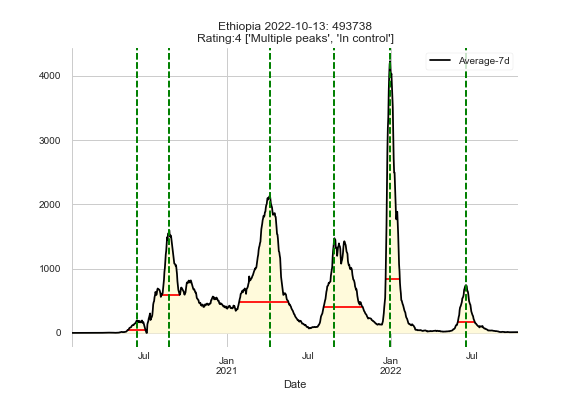 Ethiopia 2022-10-13: 493738
Rating:4 ['Multiple peaks', 'In control']
Average-7d
4000
3000
2000
1000
0
Jul
Jan
2021
Jul
Jan
2022
Jul
Date